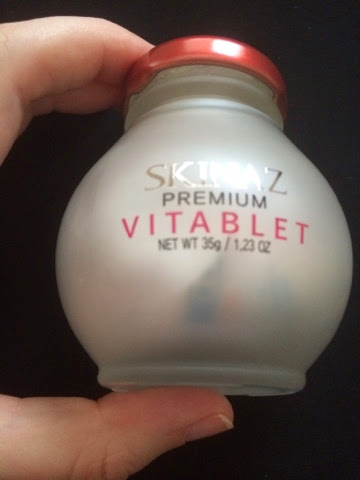 SKINAZ
PREMIUM
VITABLET
NET WT 35g / 1,23 OZ